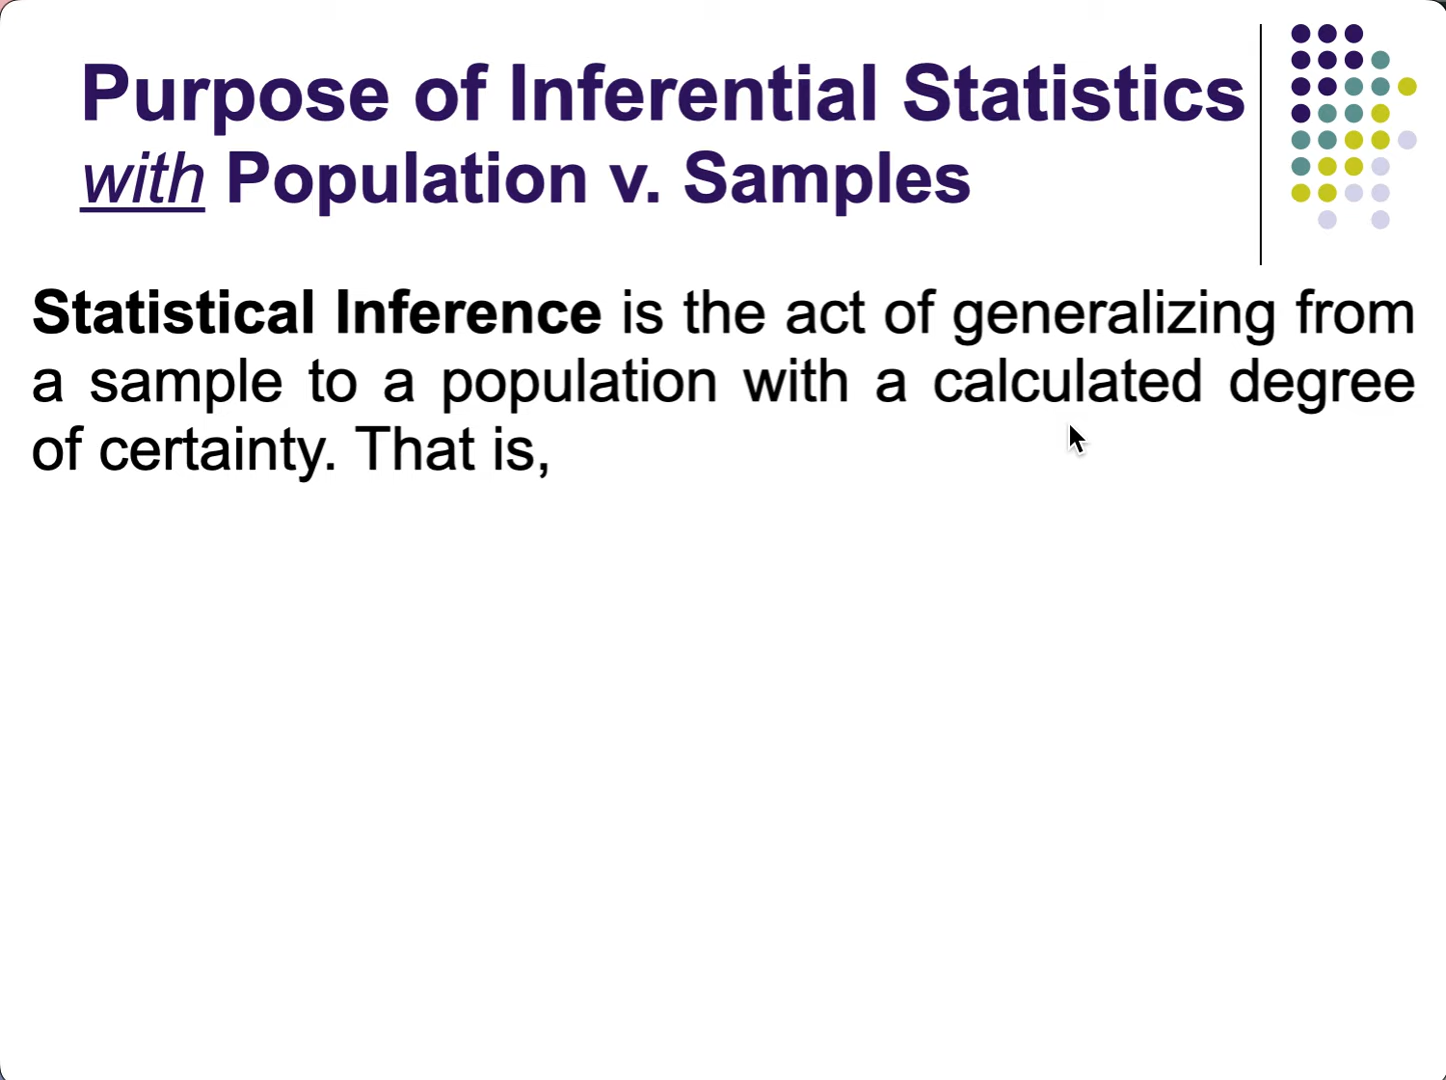 Purpose of Inferential Statistics
with Population v. Samples
Statistical Inference is the act of generalizing from
a sample to a population with a calculated degree
of certainty. That is,